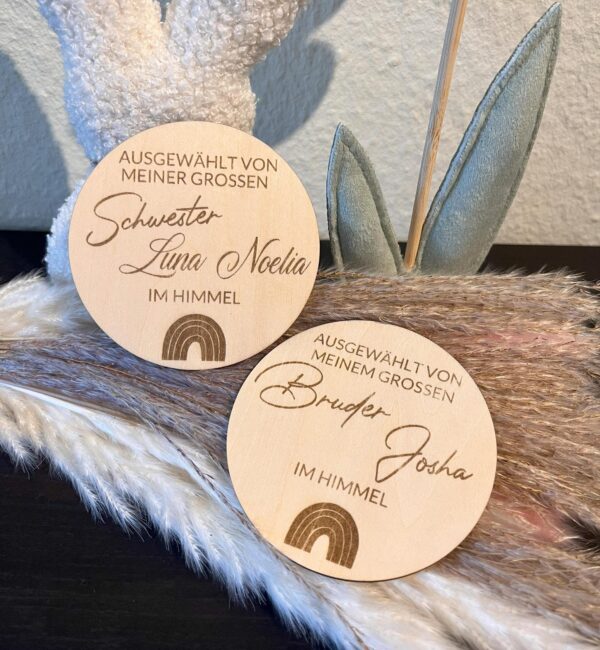 AUSGEWÄHLT VON
MEINER GROSSEN
Schwester
Luna Noelia
IM HIMMEL
AUSGEWÄHLT VON
MEINEM GROSSEN
Bruder
Josha
IM HIMMEL